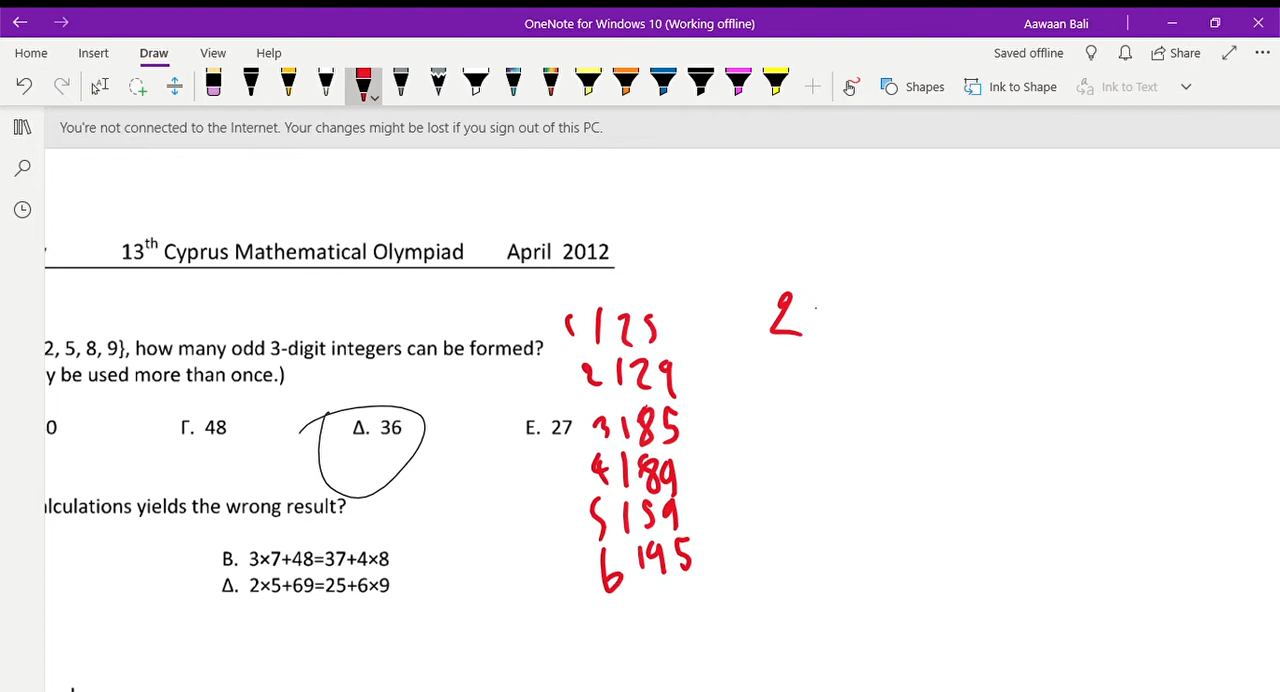 OneNote for Windows 10 (Working offline)
Aawaan Bali
Home Insert Draw View Help
Saved offline
Share
Shapes
Ink to Shape
Ink to Text
You're not connected to the Internet. Your changes might be lost if you sign out of this PC.
13th Cyprus Mathematical Olympiad April 2012
2, 5, 8, 9}, how many odd 3-digit integers can be formed?
y be used more than once.)
0 Γ. 48 Δ. 36 E. 27
alculations yields the wrong result?
B. 3×7+48=37+4×8
Δ. 2×5+69=25+6×9
1 125
2 129
3 185
4 189
5 159
6 195
2